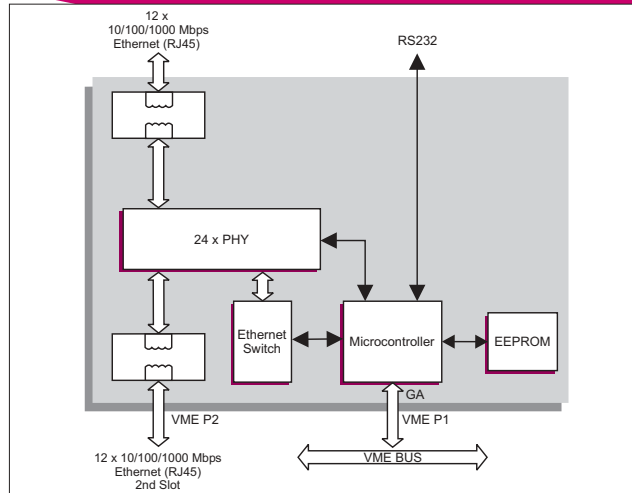 12 x
10/100/1000 Mbps
Ethernet (RJ45)
RS232
24 x PHY
Ethernet
Switch
Microcontroller
EEPROM
GA
VME P2
VME P1
12 x 10/100/1000 Mbps
Ethernet (RJ45)
2nd Slot
VME BUS